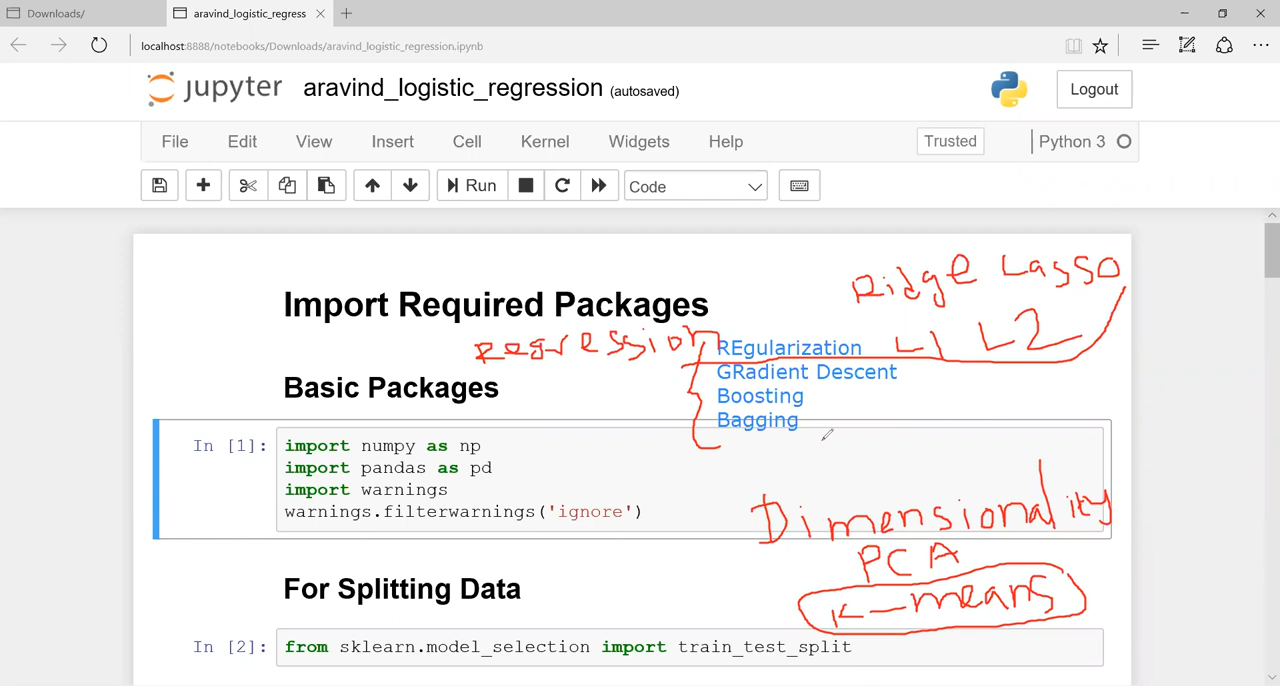 Downloads/
aravind_logistic_regress
localhost:8888/notebooks/Downloads/aravind_logistic_regression.ipynb
jupyter aravind_logistic_regression (autosaved)
Logout
File Edit View Insert Cell Kernel Widgets Help Trusted Python 3
Run Code
Ridge Lasso
Import Required Packages
L1 L2
Regression
REgularization
GRadient Descent
Basic Packages
Boosting
Bagging
In [1]: import numpy as np
import pandas as pd
import warnings
warnings.filterwarnings('ignore')
Dimensionality
PCA
For Splitting Data
K-means
In [2]: from sklearn.model_selection import train_test_split